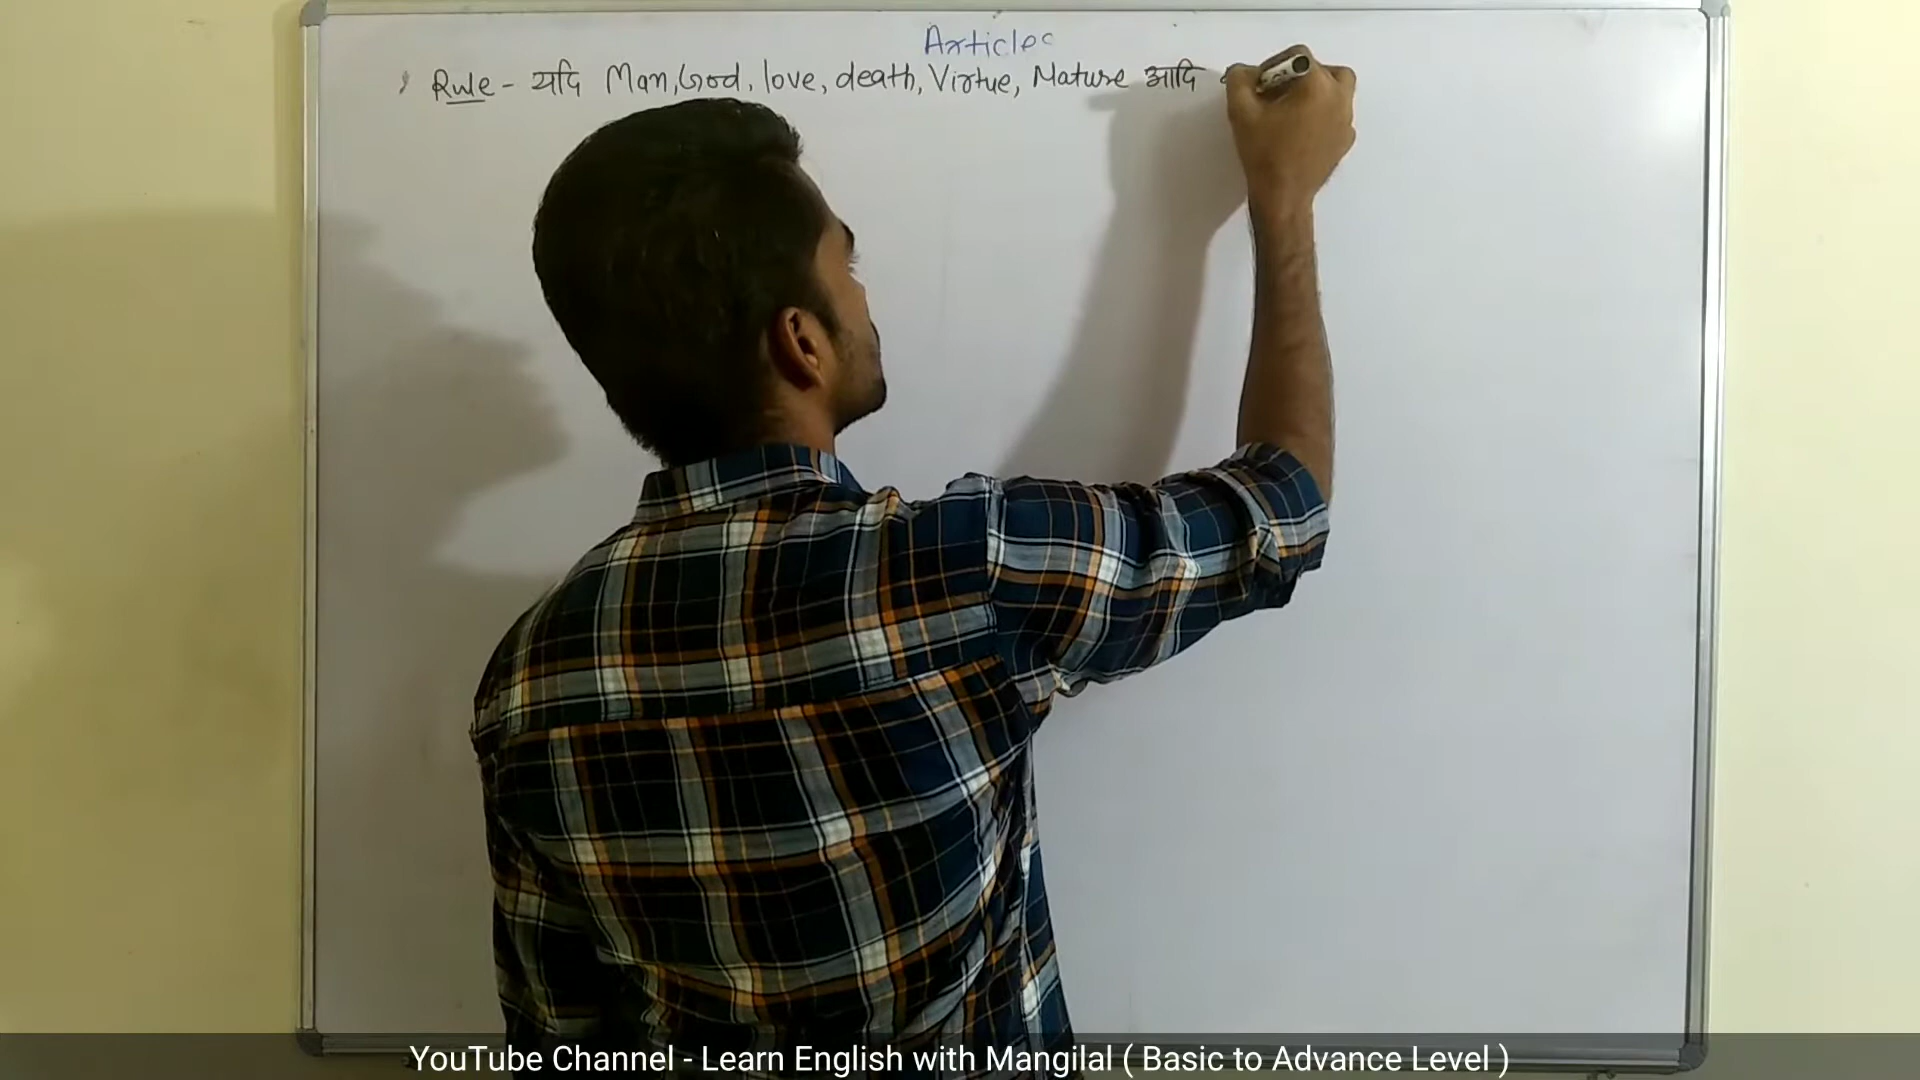 Articles
Rule - यदि Man, God, love, death, Virtue, Nature आदि
YouTube Channel - Learn English with Mangilal ( Basic to Advance Level )